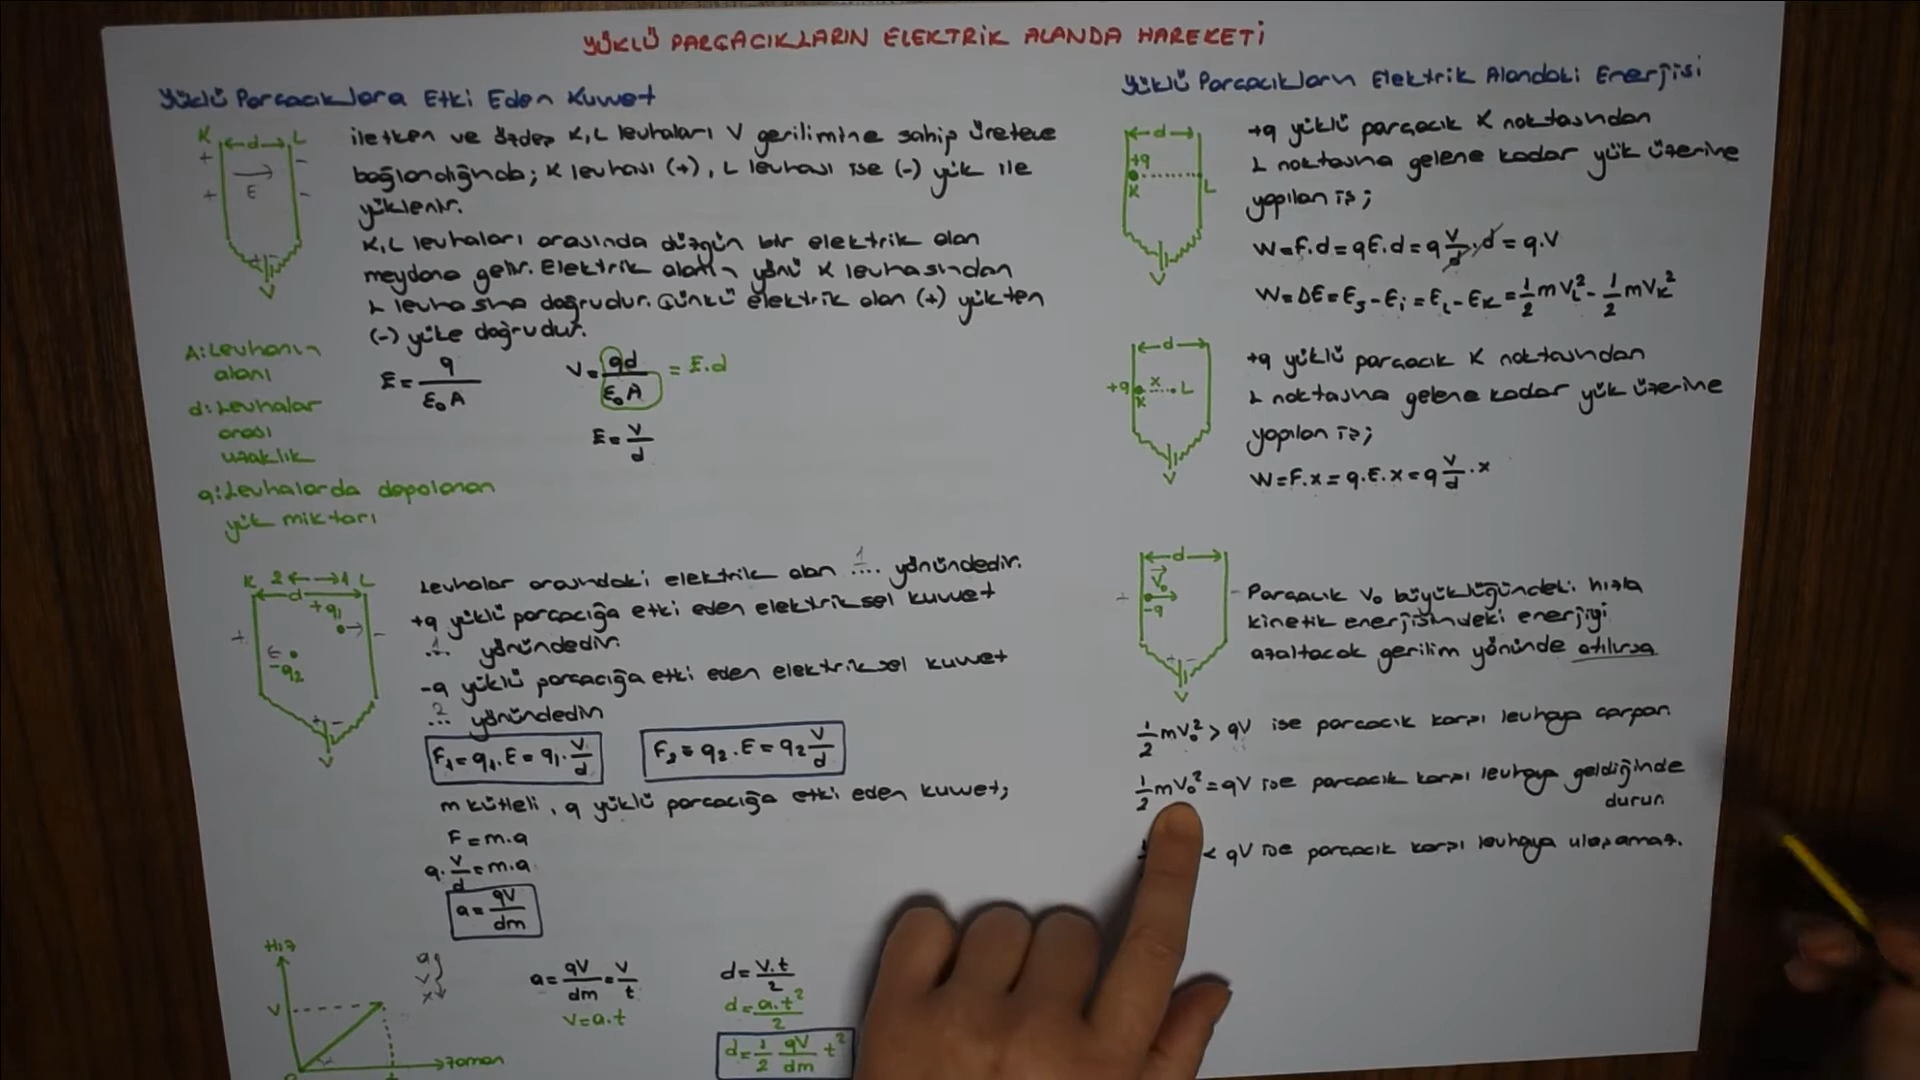 YÜKLÜ PARÇACIKLARIN ELEKTRİK ALANDA HAREKETİ
Yüklü Parçacıklara Etki Eden Kuvvet
K d L
+ -
E
+ -
+ -
V
iletken ve özdeş K,L levhaları V gerilimine sahip üretece
bağlandığında; K levhası (+), L levhası ise (-) yük ile
yüklenir.
K,L levhaları arasında düzgün bir elektrik alan
meydana gelir. Elektrik alanın yönü K levhasından
L levhasına doğrudur. Çünkü elektrik alan (+) yükten
(-) yüke doğrudur.
A: Levhanın
alanı
d: Levhalar
arası
uzaklık
q: Levhalarda depolanan
yük miktarı
E = q / ε₀A
V = qd / ε₀A = E.d
E = V/d
K 2 ←→ 1 L
d
+q₁
+ -
-q₂
+ -
V
Levhalar arasındaki elektrik alan ..1.. yönündedir.
+q yüklü parçacığa etki eden elektriksel kuvvet
..1.. yönündedir.
-q yüklü parçacığa etki eden elektriksel kuvvet
..2.. yönündedir
F₁ = q₁.E = q₁.V/d
F₂ = q₂.E = q₂ V/d
m kütleli, q yüklü parçacığa etki eden kuvvet;
F = m.a
q.V/d = m.a
a = qV/dm
Hız
V
0
t
zaman
a
v
x
a = qV/dm = v/t
v = a.t
d = V.t/2
d = a.t²/2
d = 1/2 qV/dm t²
Yüklü Parçacıkların Elektrik Alandaki Enerjisi
d
+q
K L
V
+q yüklü parçacık K noktasından
L noktasına gelene kadar yük üzerine
yapılan iş;
W = F.d = qE.d = q V/d.d = q.V
W = ΔE = Es - Ei = EL - EK = 1/2 mVL² - 1/2 mVK²
d
+q x L
K
V
+q yüklü parçacık K noktasından
L noktasına gelene kadar yük üzerine
yapılan iş;
W = F.x = q.E.x = q V/d.x
d
V₀
+ -
-q
+ -
V
Parçacık V₀ büyüklüğündeki hızla
kinetik enerjisindeki enerjiyi
azaltacak gerilim yönünde atılırsa
1/2 mV₀² > qV ise parçacık karşı levhaya çarpar.
1/2 mV₀² = qV ise parçacık karşı levhaya geldiğinde
durur.
< qV ise parçacık karşı levhaya ulaşamaz.